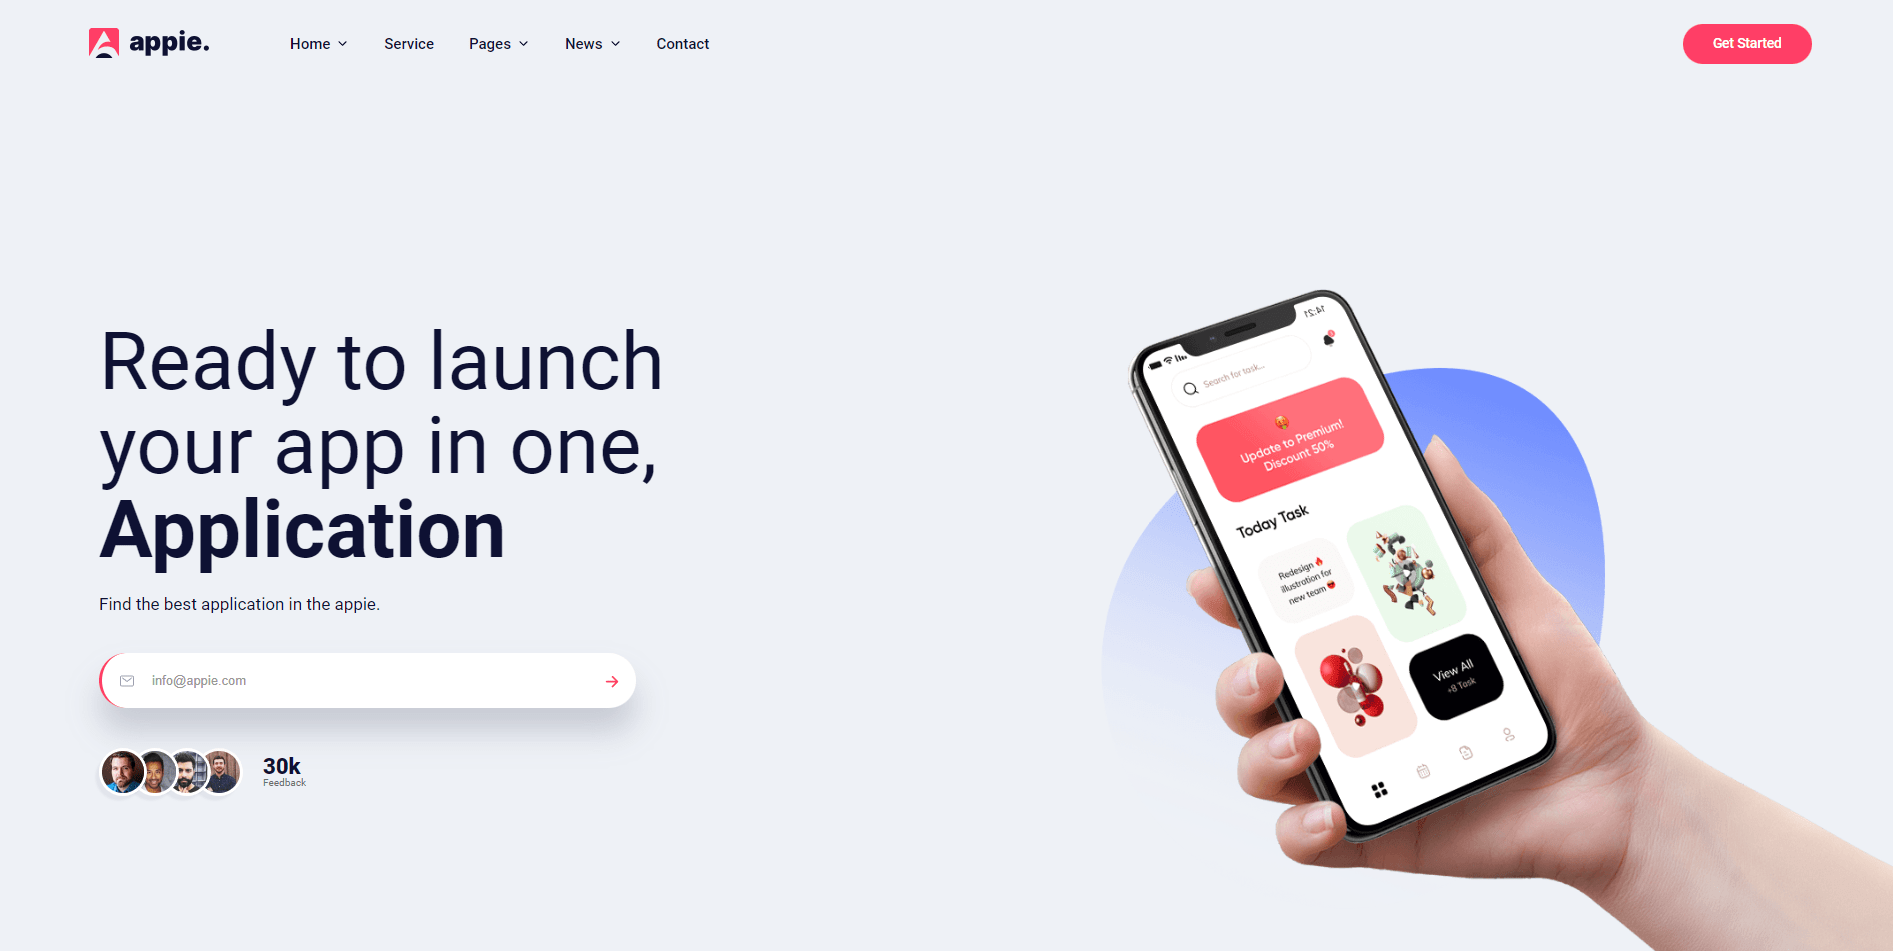 appie.
Home
Service
Pages
News
Contact
Get Started
Ready to launch
your app in one,
Application
Find the best application in the appie.
info@appie.com
30k
Feedback
14:21
Search for task...
Update to Premium!
Discount 50%
Today Task
Redesign 🔥
illustration for
new team 😍
View All
+8 Task